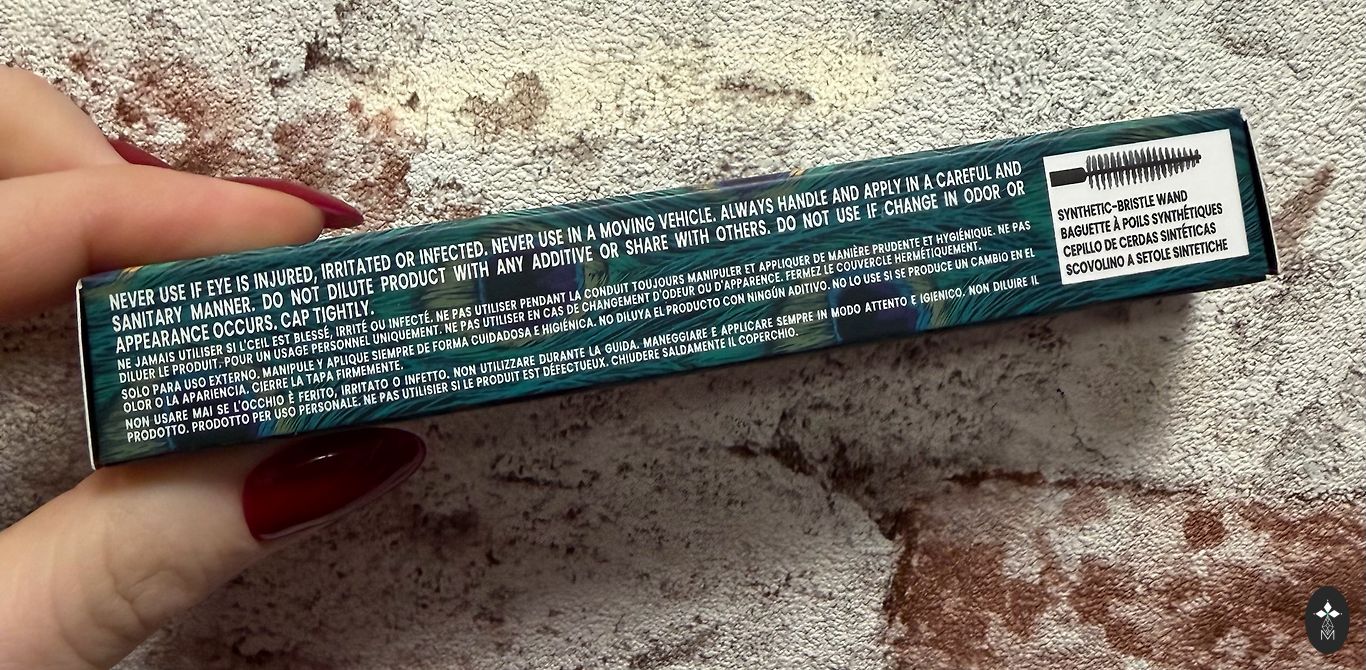 NEVER USE IF EYE IS INJURED, IRRITATED OR INFECTED. NEVER USE IN A MOVING VEHICLE. ALWAYS HANDLE AND APPLY IN A CAREFUL AND
SANITARY MANNER. DO NOT DILUTE PRODUCT WITH ANY ADDITIVE OR SHARE WITH OTHERS. DO NOT USE IF CHANGE IN ODOR OR
APPEARANCE OCCURS. CAP TIGHTLY.
NE JAMAIS UTILISER SI L'ŒIL EST BLESSÉ, IRRITÉ OU INFECTÉ. NE PAS UTILISER PENDANT LA CONDUIT TOUJOURS MANIPULER ET APPLIQUER DE MANIÈRE PRUDENTE ET HYGIÉNIQUE. NE PAS
DILUER LE PRODUIT. POUR UN USAGE PERSONNEL UNIQUEMENT. NE PAS UTILISER EN CAS DE CHANGEMENT D'ODEUR OU D'APPARENCE. FERMEZ LE COUVERCLE HERMÉTIQUEMENT.
SOLO PARA USO EXTERNO. MANIPULE Y APLIQUE SIEMPRE DE FORMA CUIDADOSA E HIGIÉNICA. NO DILUYA EL PRODUCTO CON NINGÚN ADITIVO. NO LO USE SI SE PRODUCE UN CAMBIO EN EL
OLOR O LA APARIENCIA. CIERRE LA TAPA FIRMEMENTE.
NON USARE MAI SE L'OCCHIO È FERITO, IRRITATO O INFETTO. NON UTILIZZARE DURANTE LA GUIDA. MANEGGIARE E APPLICARE SEMPRE IN MODO ATTENTO E IGIENICO. NON DILUIRE IL
PRODOTTO. PRODOTTO PER USO PERSONALE. NE PAS UTILISIER SI LE PRODUIT EST DÉFECTUEUX. CHIUDERE SALDAMENTE IL COPERCHIO.
SYNTHETIC-BRISTLE WAND
BAGUETTE À POILS SYNTHÉTIQUES
CEPILLO DE CERDAS SINTÉTICAS
SCOVOLINO A SETOLE SINTETICHE
M